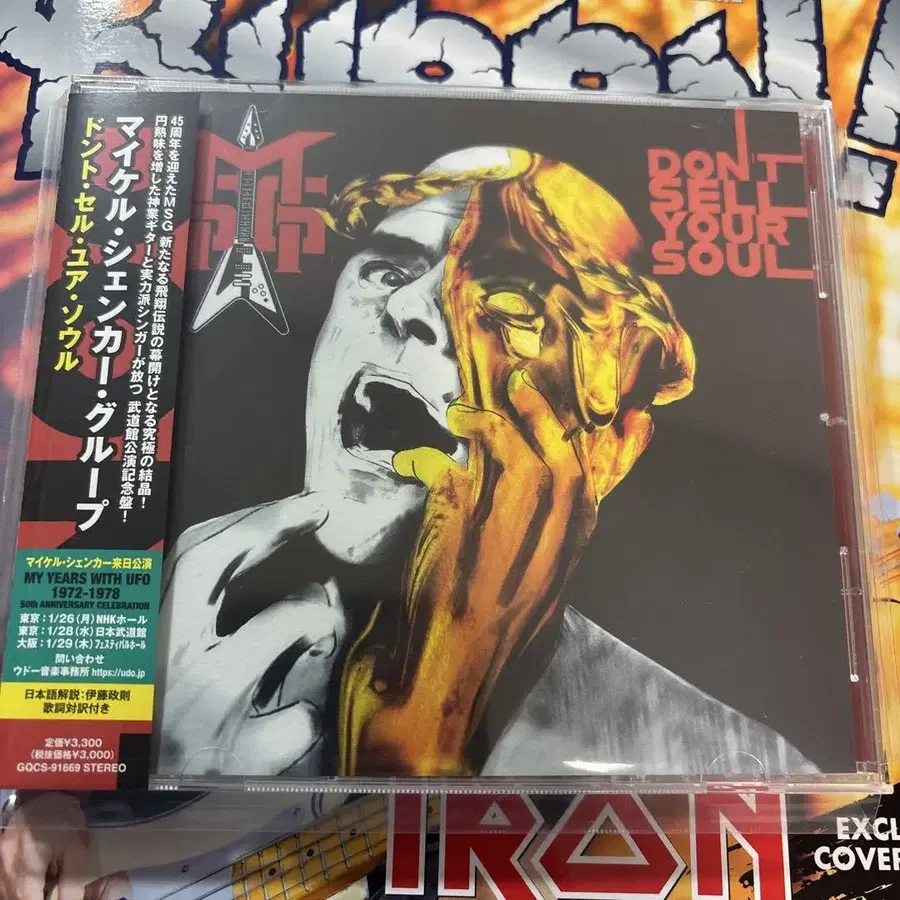 マイケル・シェンカー・グループ
ドント・セル・ユア・ソウル
45周年を迎えたMSG 新たなる飛翔伝説の幕開けとなる究極の結晶!
円熟味を増した神業ギターと実力派シンガーが放つ 武道館公演記念盤!
マイケル・シェンカー来日公演
MY YEARS WITH UFO
1972-1978
50th ANNIVERSARY CELEBRATION
東京:1/26(月)NHKホール
東京:1/28(水)日本武道館
大阪:1/29(木)フェスティバルホール
問い合わせ
ウドー音楽事務所 https://udo.jp
日本語解説:伊藤政則
歌詞対訳付き
定価¥3,300
(税抜価格¥3,000)
GQCS-91669 STEREO
DON'T
SELL
YOUR
SOUL
IRON